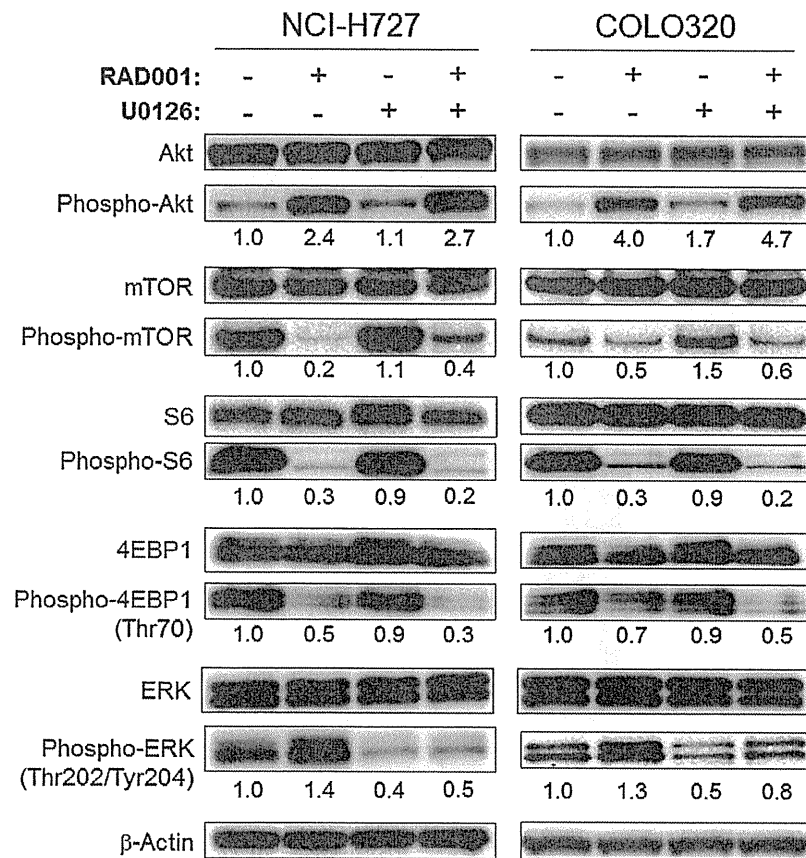 NCI-H727 COLO320
RAD001: - + - + - + - +
U0126: - - + + - - + +
Akt
Phospho-Akt
1.0 2.4 1.1 2.7 1.0 4.0 1.7 4.7
mTOR
Phospho-mTOR
1.0 0.2 1.1 0.4 1.0 0.5 1.5 0.6
S6
Phospho-S6
1.0 0.3 0.9 0.2 1.0 0.3 0.9 0.2
4EBP1
Phospho-4EBP1
(Thr70) 1.0 0.5 0.9 0.3 1.0 0.7 0.9 0.5
ERK
Phospho-ERK
(Thr202/Tyr204) 1.0 1.4 0.4 0.5 1.0 1.3 0.5 0.8
β-Actin